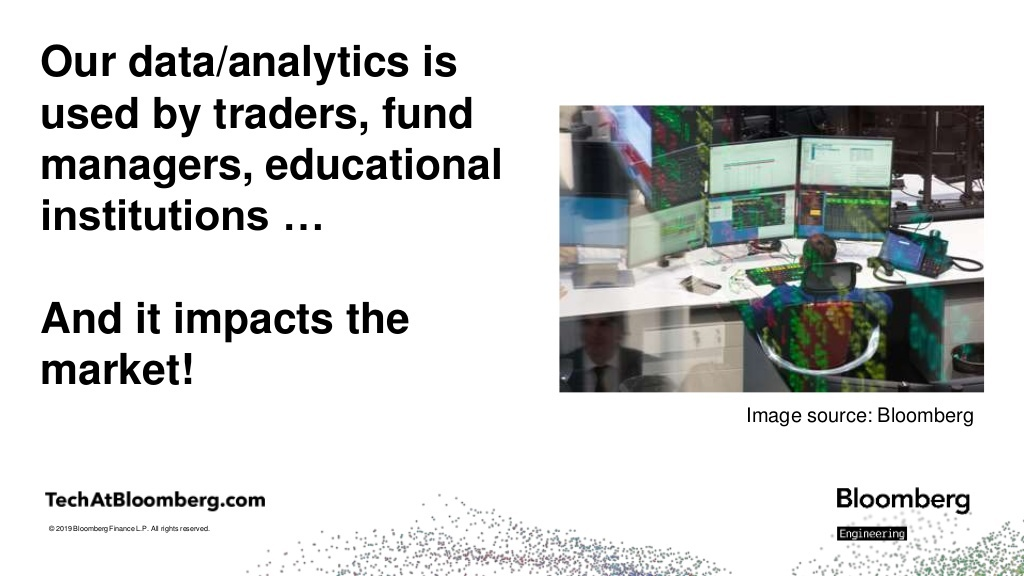 Our data/analytics is
used by traders, fund
managers, educational
institutions …
And it impacts the
market!
Image source: Bloomberg
TechAtBloomberg.com
© 2019 Bloomberg Finance L.P. All rights reserved.
Bloomberg
Engineering